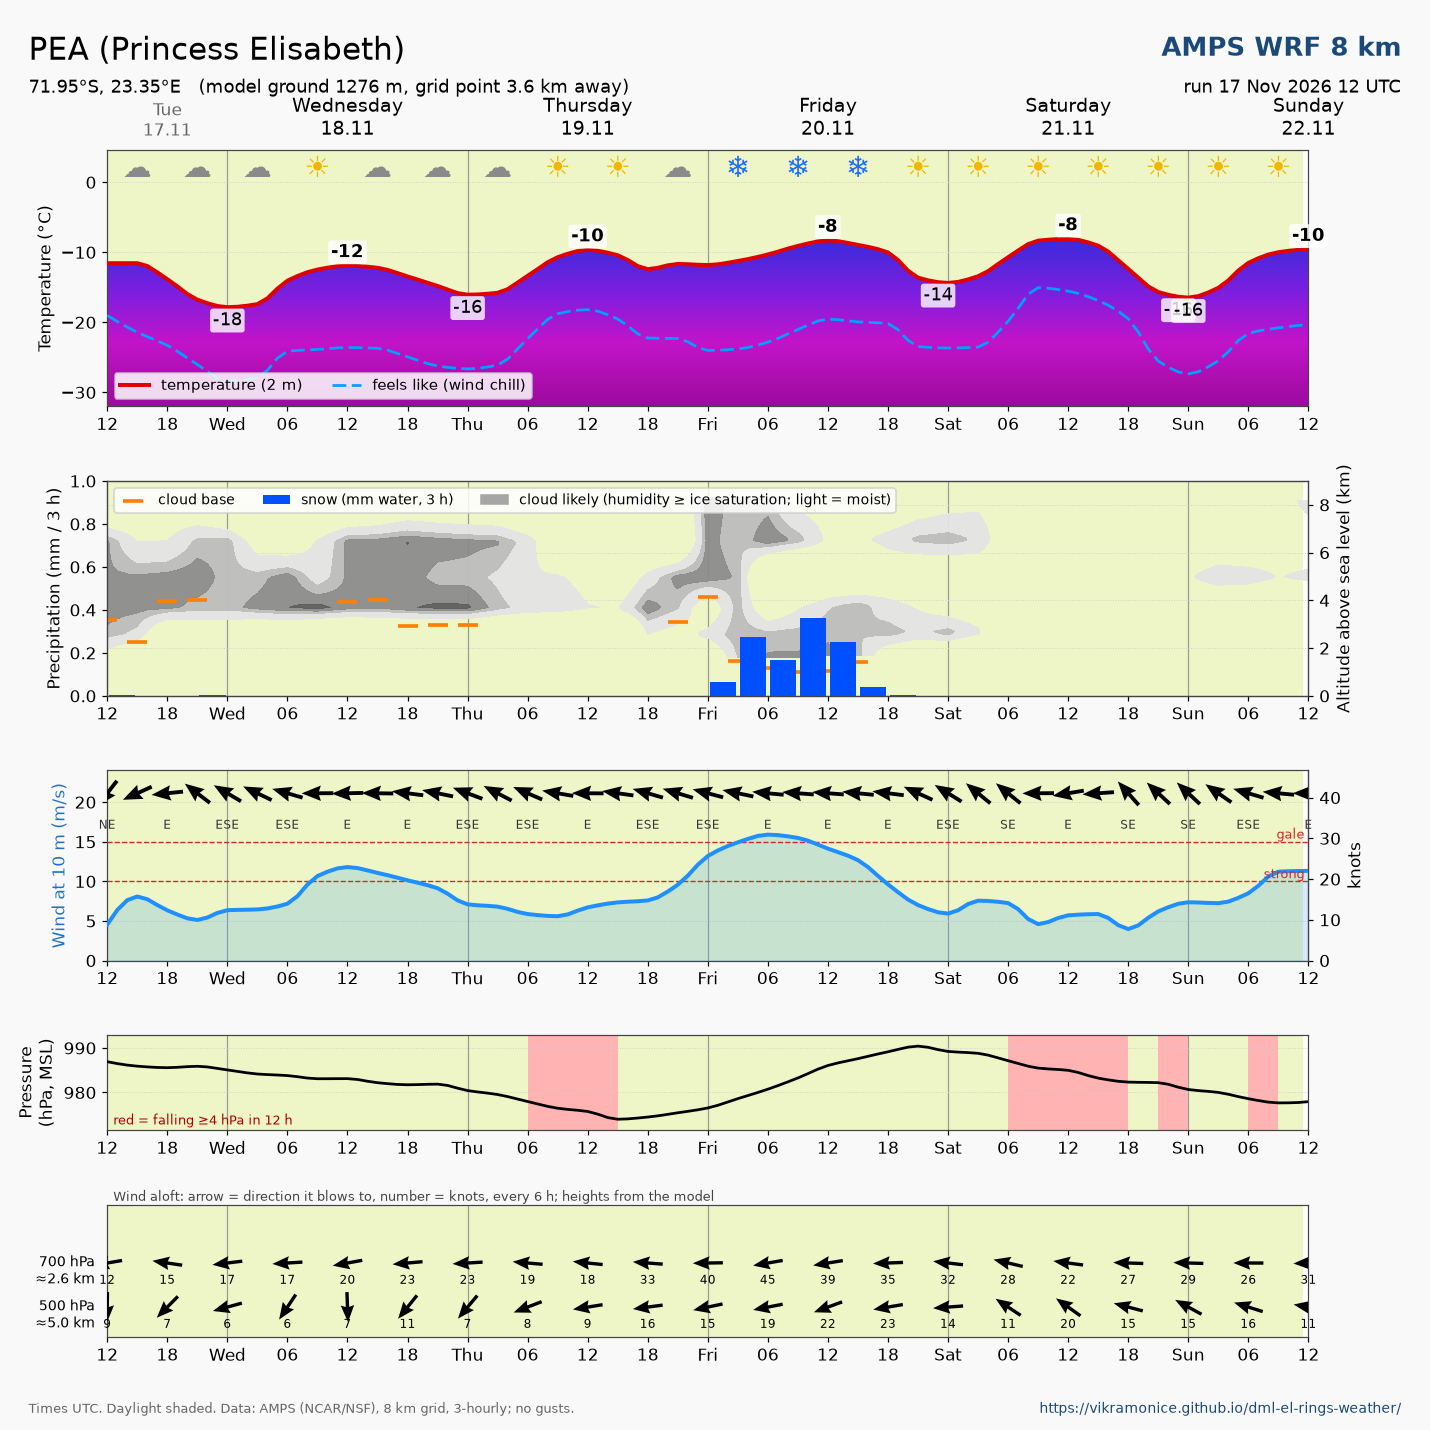 PEA (Princess Elisabeth)
AMPS WRF 8 km
71.95°S, 23.35°E (model ground 1276 m, grid point 3.6 km away)
run 17 Nov 2026 12 UTC
Tue Wednesday Thursday Friday Saturday Sunday
17.11 18.11 19.11 20.11 21.11 22.11
Temperature (°C)
0
−10
−20
−30
-12 -10 -8 -8 -10
-18 -16 -14 -16
temperature (2 m) feels like (wind chill)
12 18 Wed 06 12 18 Thu 06 12 18 Fri 06 12 18 Sat 06 12 18 Sun 06 12
Precipitation (mm / 3 h)
1.0
0.8
0.6
0.4
0.2
0.0
cloud base snow (mm water, 3 h) cloud likely (humidity ≥ ice saturation; light = moist)
8
6
4
2
0
Altitude above sea level (km)
12 18 Wed 06 12 18 Thu 06 12 18 Fri 06 12 18 Sat 06 12 18 Sun 06 12
Wind at 10 m (m/s)
20
15
10
5
0
NE E ESE ESE E E ESE ESE E ESE ESE E E E ESE SE E SE SE ESE E
gale
strong
40
30
20
10
0
knots
12 18 Wed 06 12 18 Thu 06 12 18 Fri 06 12 18 Sat 06 12 18 Sun 06 12
Pressure
(hPa, MSL)
990
980
red = falling ≥4 hPa in 12 h
12 18 Wed 06 12 18 Thu 06 12 18 Fri 06 12 18 Sat 06 12 18 Sun 06 12
Wind aloft: arrow = direction it blows to, number = knots, every 6 h; heights from the model
700 hPa
≈2.6 km 12 15 17 17 20 23 23 19 18 33 40 45 39 35 32 28 22 27 29 26 31
500 hPa
≈5.0 km 9 7 6 6 7 11 7 8 9 16 15 19 22 23 14 11 20 15 15 16 11
12 18 Wed 06 12 18 Thu 06 12 18 Fri 06 12 18 Sat 06 12 18 Sun 06 12
Times UTC. Daylight shaded. Data: AMPS (NCAR/NSF), 8 km grid, 3-hourly; no gusts.
https://vikramonice.github.io/dml-el-rings-weather/